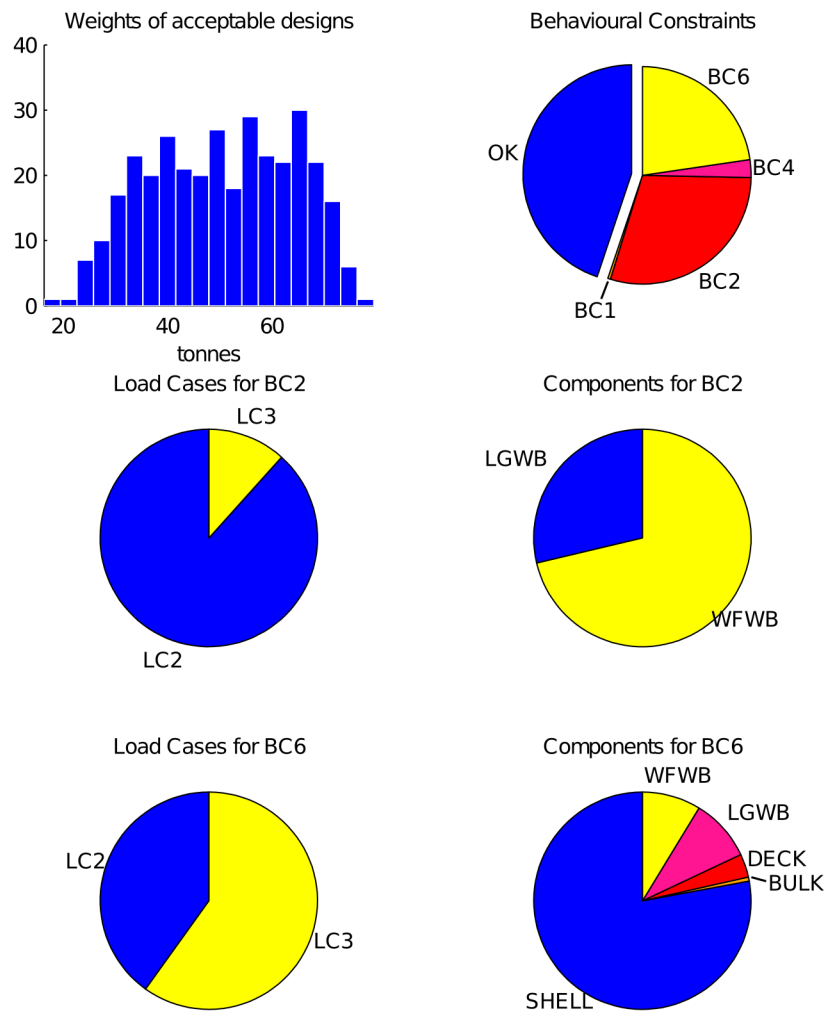 Weights of acceptable designs
40
30
20
10
0
20 40 60
tonnes
Behavioural Constraints
BC6
OK
BC4
BC2
BC1
Load Cases for BC2
LC3
LC2
Components for BC2
LGWB
WFWB
Load Cases for BC6
LC2
LC3
Components for BC6
WFWB
LGWB
DECK
BULK
SHELL